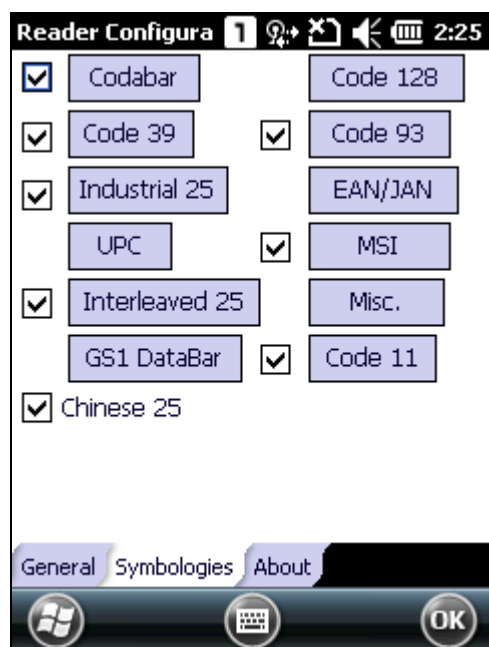 Reader Configura 1 2:25
Codabar Code 128
Code 39 Code 93
Industrial 25 EAN/JAN
UPC MSI
Interleaved 25 Misc.
GS1 DataBar Code 11
Chinese 25
General Symbologies About
OK